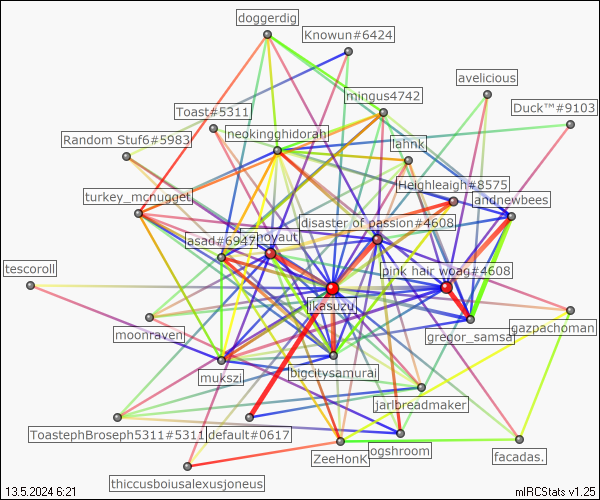 doggerdig
Knowun#6424
avelicious
mingus4742
Duck™#9103
Toast#5311
neokingghidorah
Random Stuf6#5983
lahnk
Heighleaigh#8575
turkey_mcnugget
andnewbees
disaster of passion#4608
asad#6947
hoyaut
tescoroll
pink hair woag#4608
jkasuzu
moonraven
gregor_samsa
gazpachoman
mukszi
bigcitysamurai
jarlbreadmaker
ToastephBroseph5311#5311
default#0617
ogshroom
ZeeHonK
facadas.
thiccusboiusalexusjoneus
13.5.2024 6:21
mIRCStats v1.25